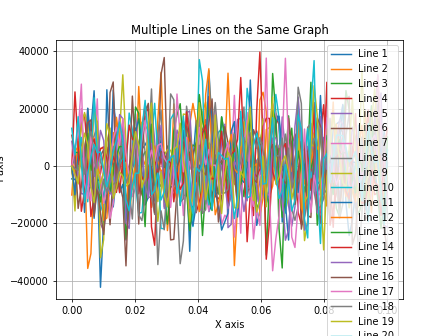 Multiple Lines on the Same Graph
40000
20000
0
−20000
−40000
0.00
0.02
0.04
0.06
X axis
Line 1
Line 2
Line 3
Line 4
Line 5
Line 6
Line 7
Line 8
Line 9
Line 10
Line 11
Line 12
Line 13
Line 14
Line 15
Line 16
Line 17
Line 18
Line 19
Line 20